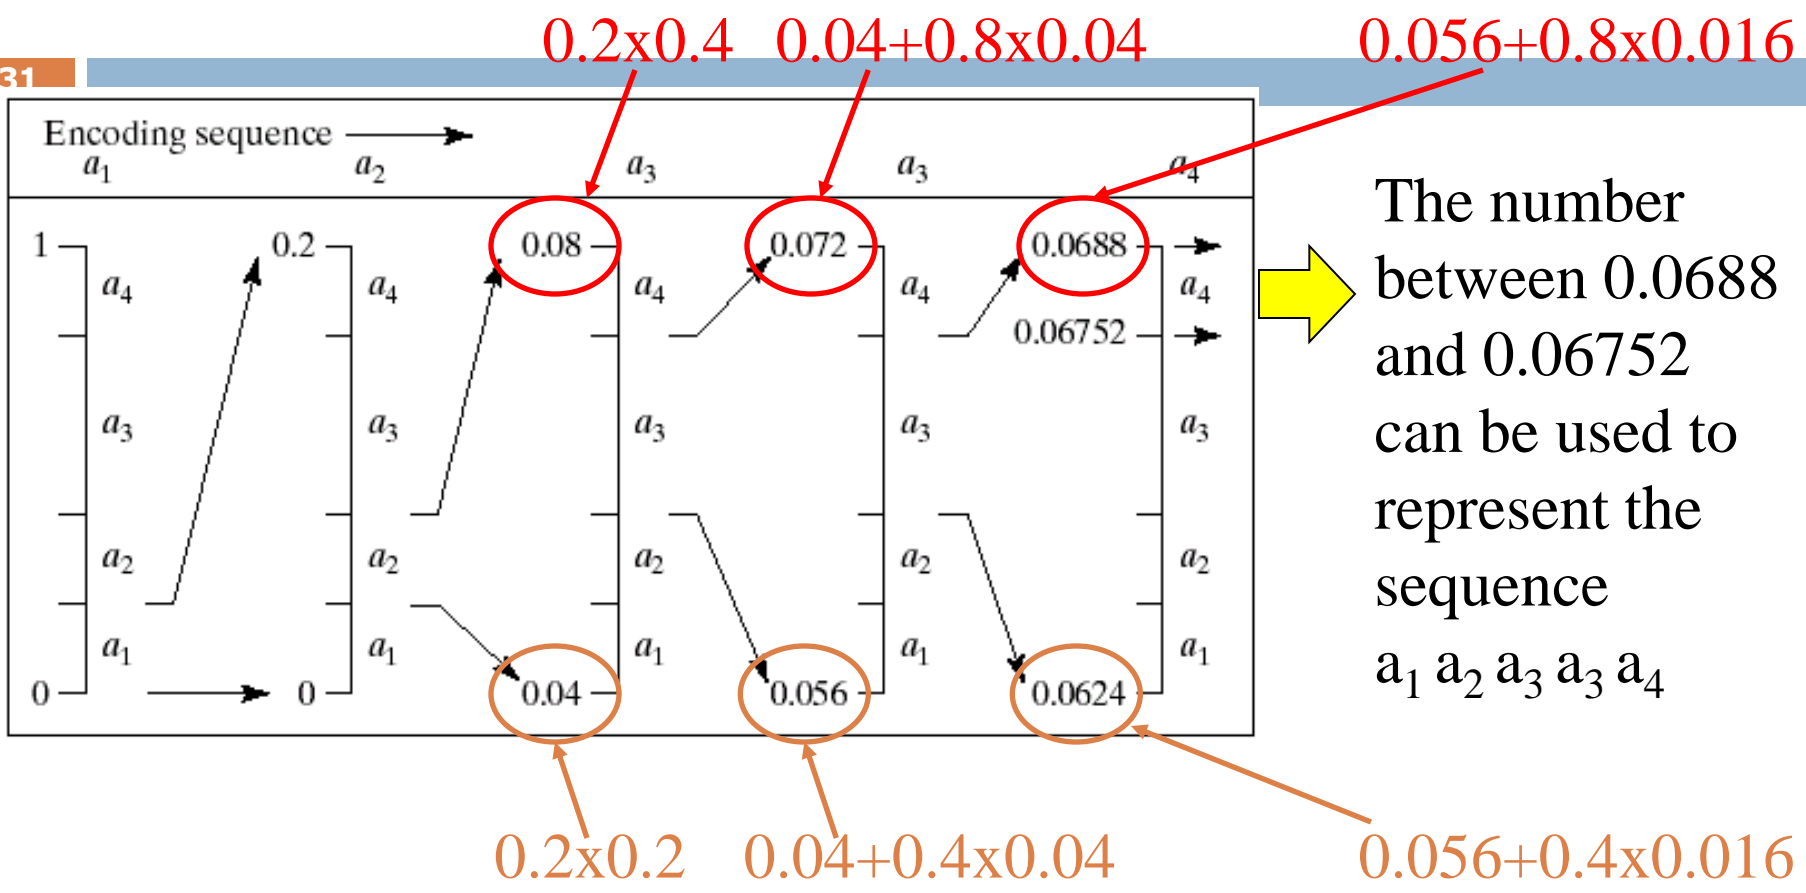 0.2x0.4 0.04+0.8x0.04 0.056+0.8x0.016
31
Encoding sequence
a₁ a₂ a₃ a₃ a₄
1 0.2 0.08 0.072 0.0688
a₄ a₄ a₄ a₄ a₄
0.06752
a₃ a₃ a₃ a₃ a₃
a₂ a₂ a₂ a₂ a₂
a₁ a₁ a₁ a₁ a₁
0 0 0.04 0.056 0.0624
The number
between 0.0688
and 0.06752
can be used to
represent the
sequence
a₁ a₂ a₃ a₃ a₄
0.2x0.2 0.04+0.4x0.04 0.056+0.4x0.016